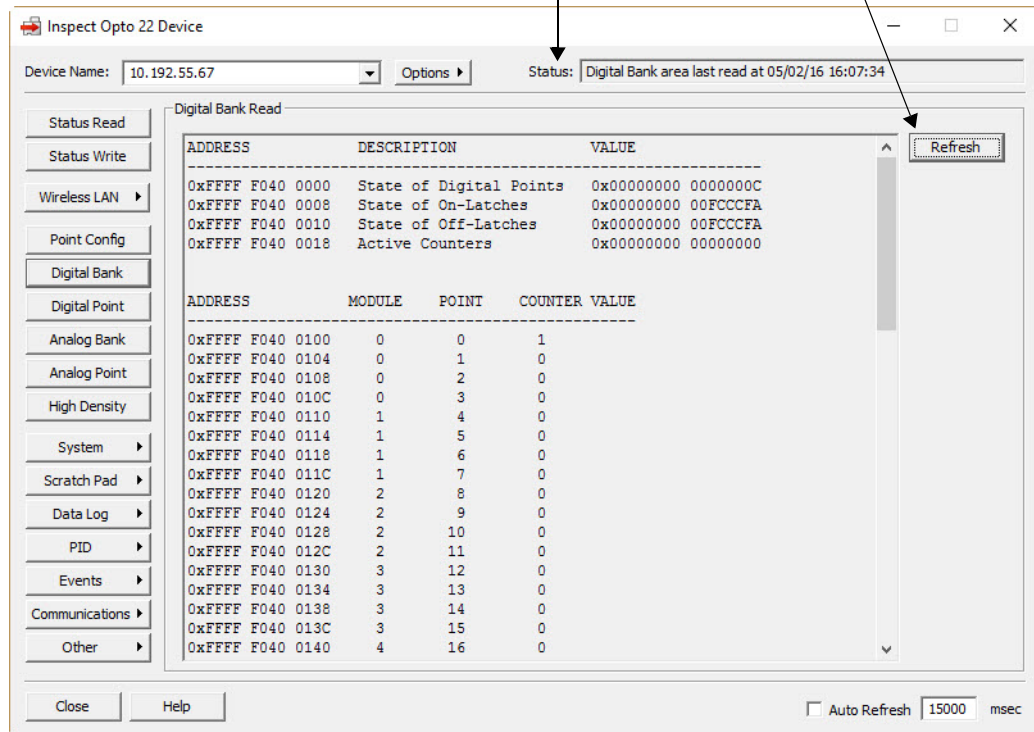 Inspect Opto 22 Device
Device Name: 10.192.55.67 Options Status: Digital Bank area last read at 05/02/16 16:07:34
Status Read
Status Write
Wireless LAN
Point Config
Digital Bank
Digital Point
Analog Bank
Analog Point
High Density
System
Scratch Pad
Data Log
PID
Events
Communications
Other
Digital Bank Read
ADDRESS DESCRIPTION VALUE
0xFFFF F040 0000 State of Digital Points 0x00000000 0000000C
0xFFFF F040 0008 State of On-Latches 0x00000000 00FCCCFA
0xFFFF F040 0010 State of Off-Latches 0x00000000 00FCCCFA
0xFFFF F040 0018 Active Counters 0x00000000 00000000
ADDRESS MODULE POINT COUNTER VALUE
0xFFFF F040 0100 0 0 1
0xFFFF F040 0104 0 1 0
0xFFFF F040 0108 0 2 0
0xFFFF F040 010C 0 3 0
0xFFFF F040 0110 1 4 0
0xFFFF F040 0114 1 5 0
0xFFFF F040 0118 1 6 0
0xFFFF F040 011C 1 7 0
0xFFFF F040 0120 2 8 0
0xFFFF F040 0124 2 9 0
0xFFFF F040 0128 2 10 0
0xFFFF F040 012C 2 11 0
0xFFFF F040 0130 3 12 0
0xFFFF F040 0134 3 13 0
0xFFFF F040 0138 3 14 0
0xFFFF F040 013C 3 15 0
0xFFFF F040 0140 4 16 0
Refresh
Close Help Auto Refresh 15000 msec